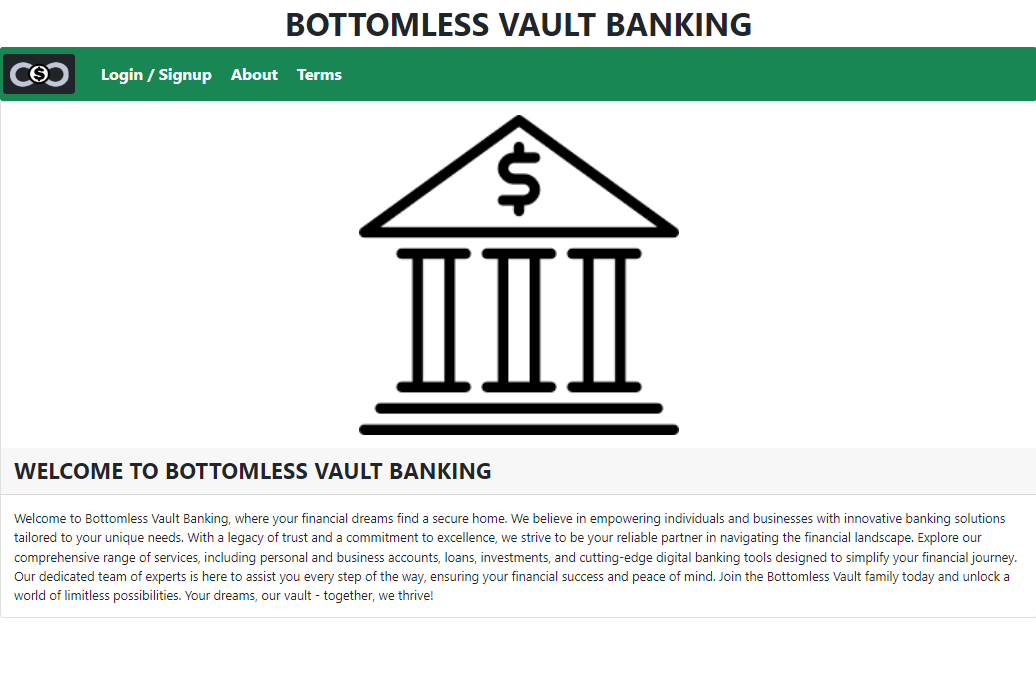 BOTTOMLESS VAULT BANKING
$
Login / Signup About Terms
$
WELCOME TO BOTTOMLESS VAULT BANKING
Welcome to Bottomless Vault Banking, where your financial dreams find a secure home. We believe in empowering individuals and businesses with innovative banking solutions
tailored to your unique needs. With a legacy of trust and a commitment to excellence, we strive to be your reliable partner in navigating the financial landscape. Explore our
comprehensive range of services, including personal and business accounts, loans, investments, and cutting-edge digital banking tools designed to simplify your financial journey.
Our dedicated team of experts is here to assist you every step of the way, ensuring your financial success and peace of mind. Join the Bottomless Vault family today and unlock a
world of limitless possibilities. Your dreams, our vault - together, we thrive!